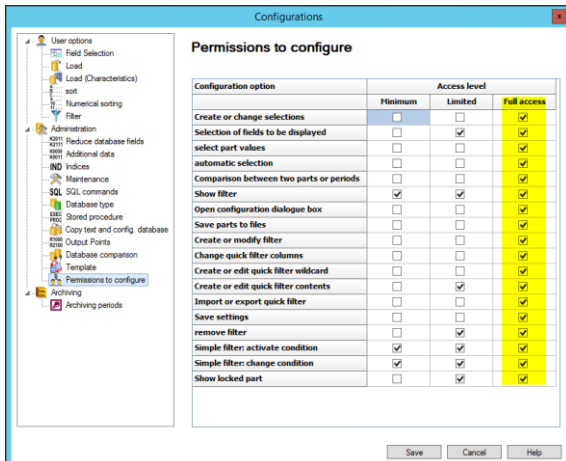 Configurations
x
User options
Field Selection
Load
Load (Characteristics)
sort
Numerical sorting
Filter
Administration
K2011 K2111 Reduce database fields
Additional data
IND Indices
Maintenance
SQL SQL commands
Database type
EXEC PROC Stored procedure
Copy text and config. database
Output Points
Database comparison
Template
Permissions to configure
Archiving
Archiving periods
Permissions to configure
Configuration option Access level
Minimum Limited Full access
Create or change selections
Selection of fields to be displayed
select part values
automatic selection
Comparison between two parts or periods
Show filter
Open configuration dialogue box
Save parts to files
Create or modify filter
Change quick filter columns
Create or edit quick filter wildcard
Create or edit quick filter contents
Import or export quick filter
Save settings
remove filter
Simple filter: activate condition
Simple filter: change condition
Show locked part
Save Cancel Help